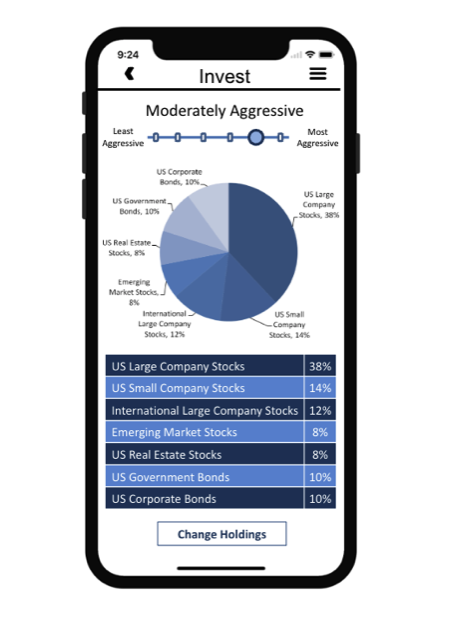 9:24
Invest
Moderately Aggressive
Least
Aggressive
Most
Aggressive
US Corporate
Bonds, 10%
US Government
Bonds, 10%
US Real Estate
Stocks, 8%
Emerging
Market Stocks,
8%
International
Large Company
Stocks, 12%
US Small
Company
Stocks, 14%
US Large
Company
Stocks, 38%
US Large Company Stocks 38%
US Small Company Stocks 14%
International Large Company Stocks 12%
Emerging Market Stocks 8%
US Real Estate Stocks 8%
US Government Bonds 10%
US Corporate Bonds 10%
Change Holdings